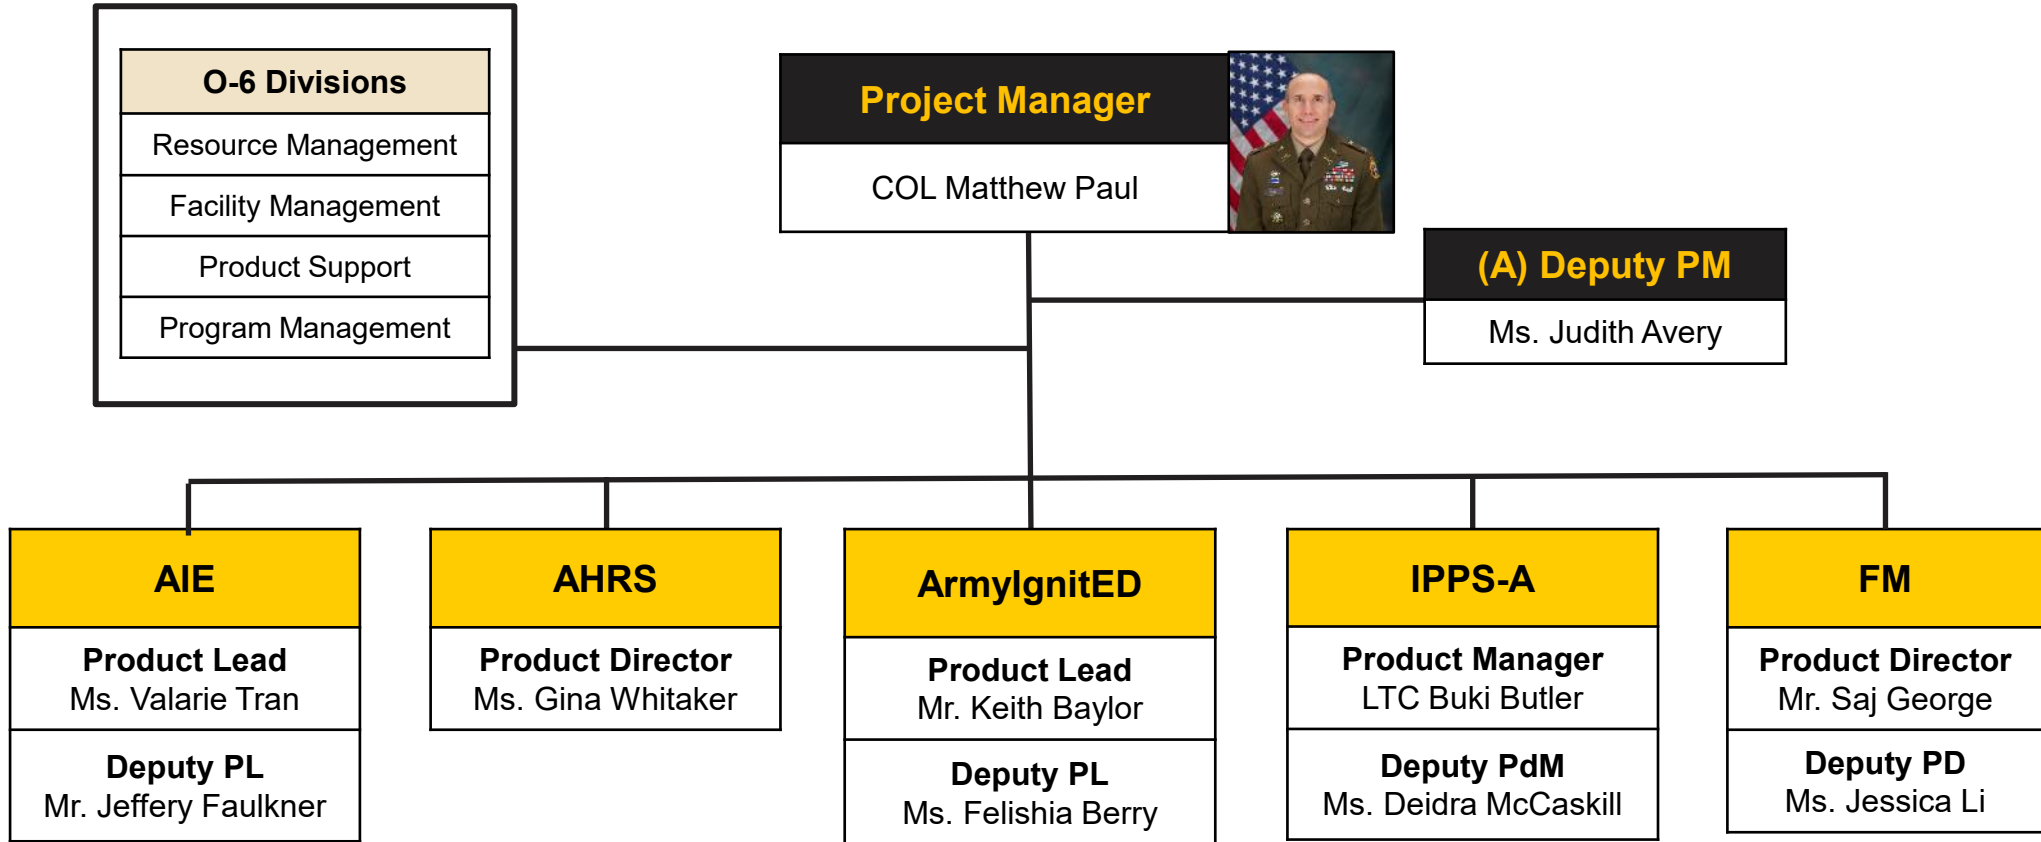 O-6 Divisions
Resource Management
Facility Management
Product Support
Program Management
Project Manager
COL Matthew Paul
(A) Deputy PM
Ms. Judith Avery
AIE
Product Lead
Ms. Valarie Tran
Deputy PL
Mr. Jeffery Faulkner
AHRS
Product Director
Ms. Gina Whitaker
ArmyIgnitED
Product Lead
Mr. Keith Baylor
Deputy PL
Ms. Felishia Berry
IPPS-A
Product Manager
LTC Buki Butler
Deputy PdM
Ms. Deidra McCaskill
FM
Product Director
Mr. Saj George
Deputy PD
Ms. Jessica Li